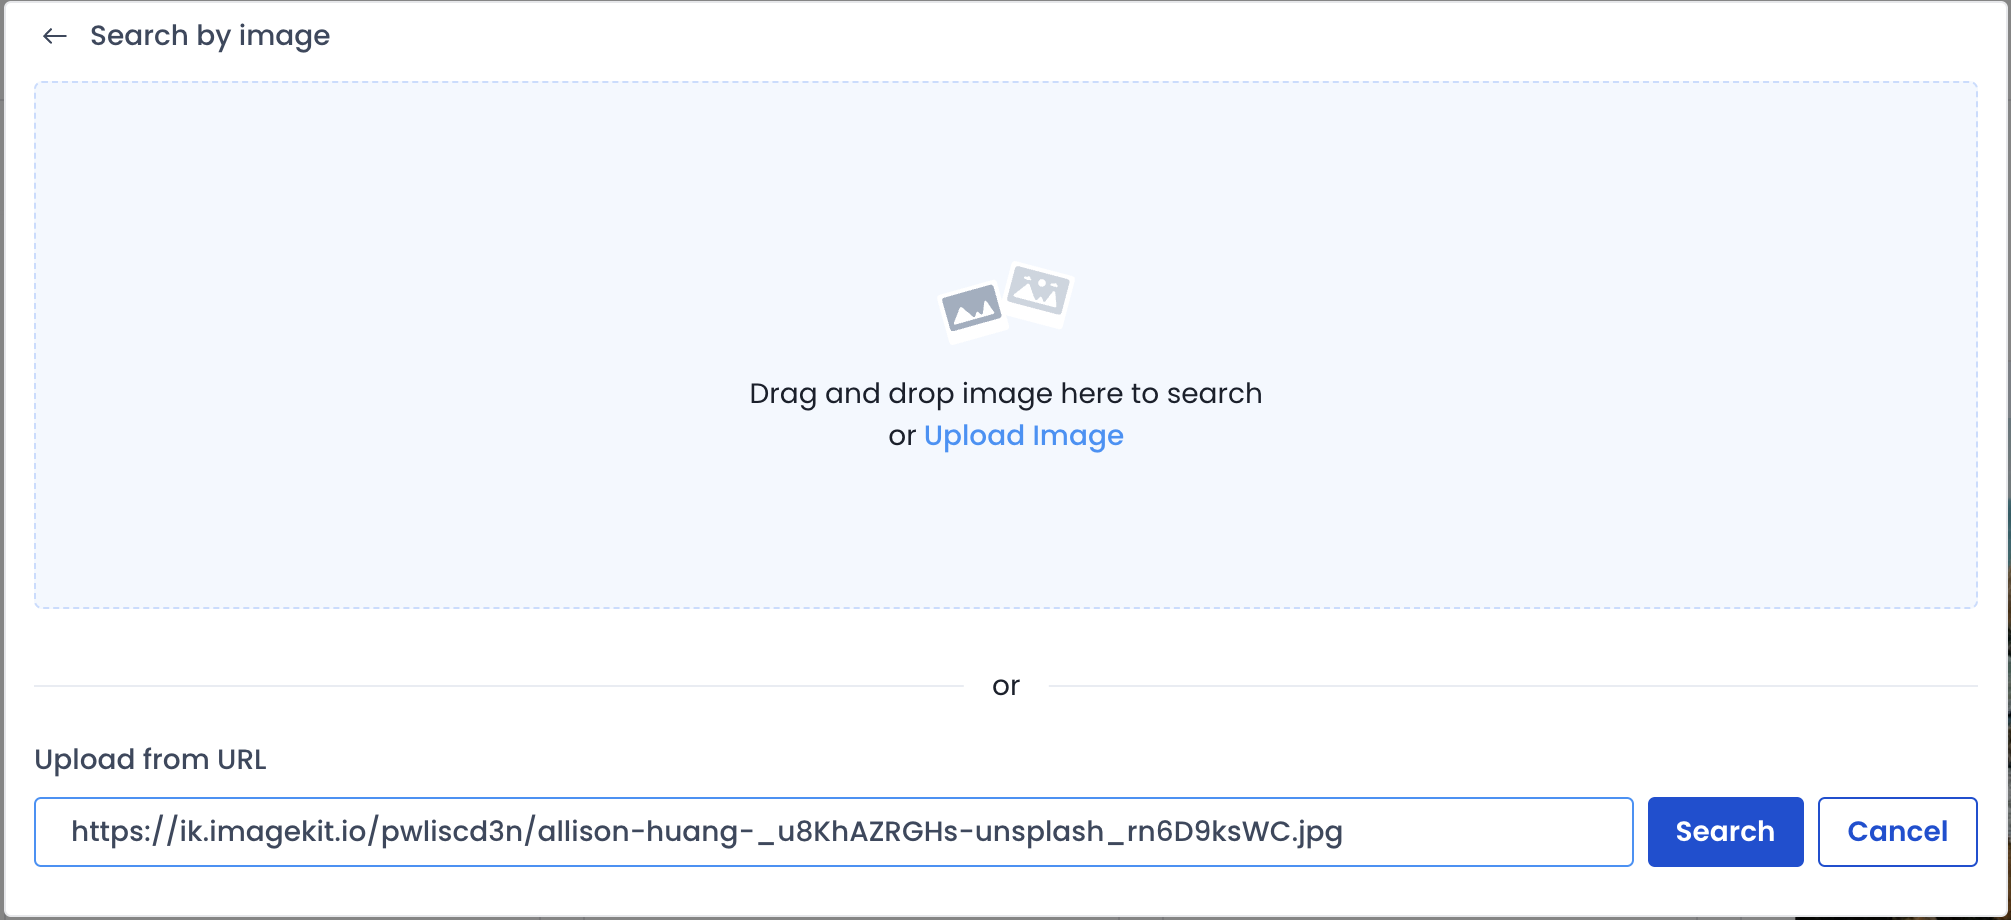 Search by image
Drag and drop image here to search
or Upload Image
or
Upload from URL
https://ik.imagekit.io/pwliscd3n/allison-huang-_u8KhAZRGHs-unsplash_rn6D9ksWC.jpg
Search
Cancel